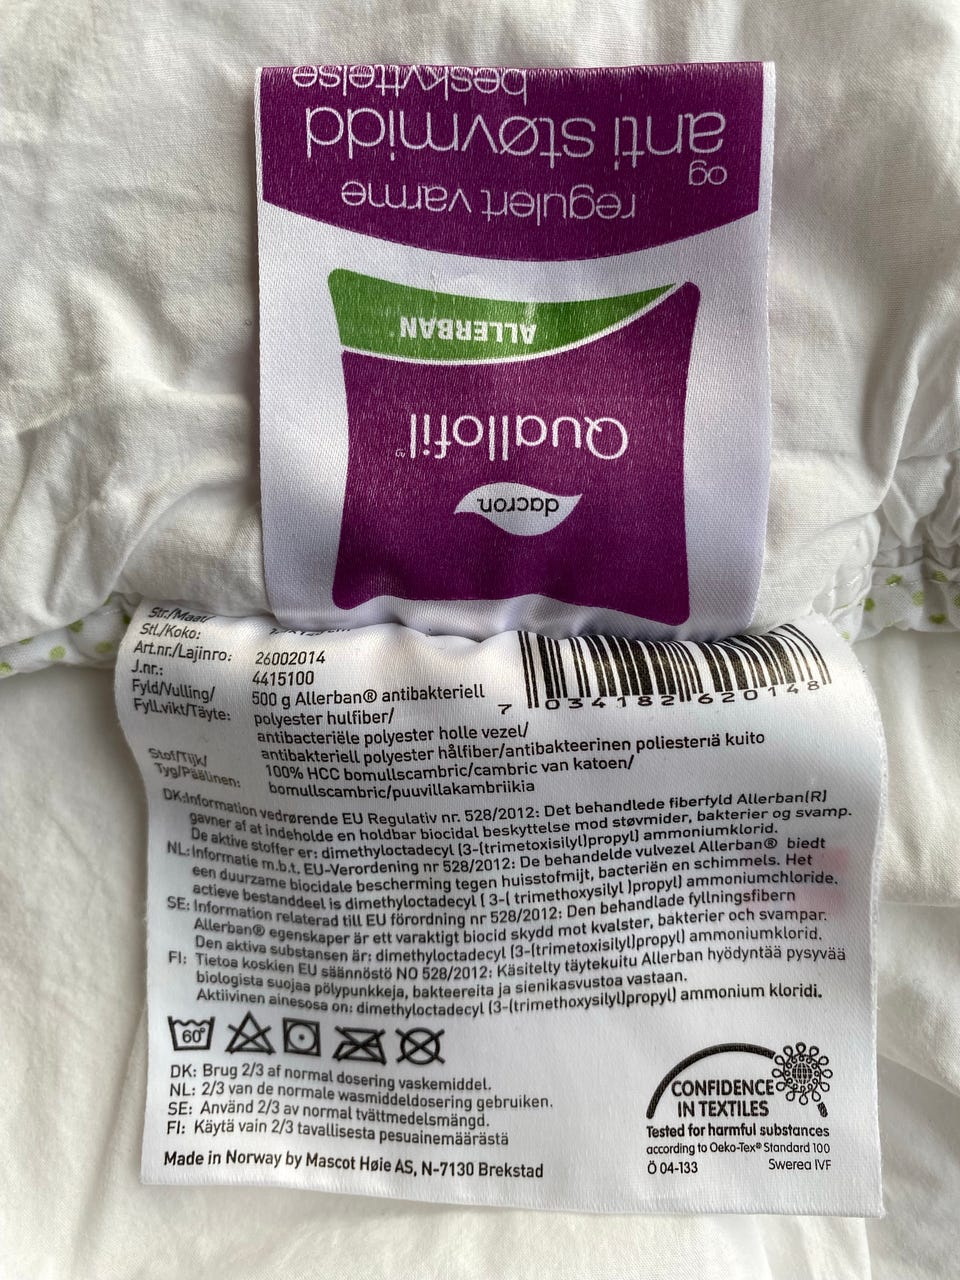 regulert varme
og
anti støvmidd
beskyttelse
ALLERBAN
dacron
Quallofil
Str./Maat/
Stl./Koko:
Art.nr./Lajinro: 26002014
J.nr.: 4415100
Fyld/Vulling/ 500 g Allerban® antibakteriell
Fyll.vikt/Täyte: polyester hulfiber/
antibacteriële polyester holle vezel/
antibakteriell polyester hålfiber/antibakteerinen poliesteriä kuito
Stof/Tijk/ 100% HCC bomullscambric/cambric van katoen/
Tyg/Päälinen: bomullscambric/puuvillakambriikia
7 034182 620148
DK:Information vedrørende EU Regulativ nr. 528/2012: Det behandlede fiberfyld Allerban(R)
gavner af at indeholde en holdbar biocidal beskyttelse mod støvmider, bakterier og svamp.
De aktive stoffer er: dimethyloctadecyl (3-(trimetoxisilyl)propyl) ammoniumklorid.
NL:Informatie m.b.t. EU-Verordening nr 528/2012: De behandelde vulvezel Allerban® biedt
een duurzame biocidale bescherming tegen huisstofmijt, bacteriën en schimmels. Het
actieve bestanddeel is dimethyloctadecyl ( 3-( trimethoxysilyl )propyl) ammoniumchloride.
SE: Information relaterad till EU förordning nr 528/2012: Den behandlade fyllningsfibern
Allerban® egenskaper är ett varaktigt biocid skydd mot kvalster, bakterier och svampar.
Den aktiva substansen är: dimethyloctadecyl (3-(trimetoxisilyl)propyl) ammoniumklorid.
FI: Tietoa koskien EU säännöstö NO 528/2012: Käsitelty täytekuitu Allerban hyödyntää pysyvää
biologista suojaa pölypunkkeja, bakteereita ja sienikasvustoa vastaan.
Aktiivinen ainesosa on: dimethyloctadecyl (3-(trimethoxysilyl)propyl) ammonium kloridi.
60°
DK: Brug 2/3 af normal dosering vaskemiddel.
NL: 2/3 van de normale wasmiddeldosering gebruiken.
SE: Använd 2/3 av normal tvättmedelsmängd.
FI: Käytä vain 2/3 tavallisesta pesuainemäärästä
Made in Norway by Mascot Høie AS, N-7130 Brekstad
CONFIDENCE
IN TEXTILES
Tested for harmful substances
according to Oeko-Tex® Standard 100
Ö 04-133 Swerea IVF